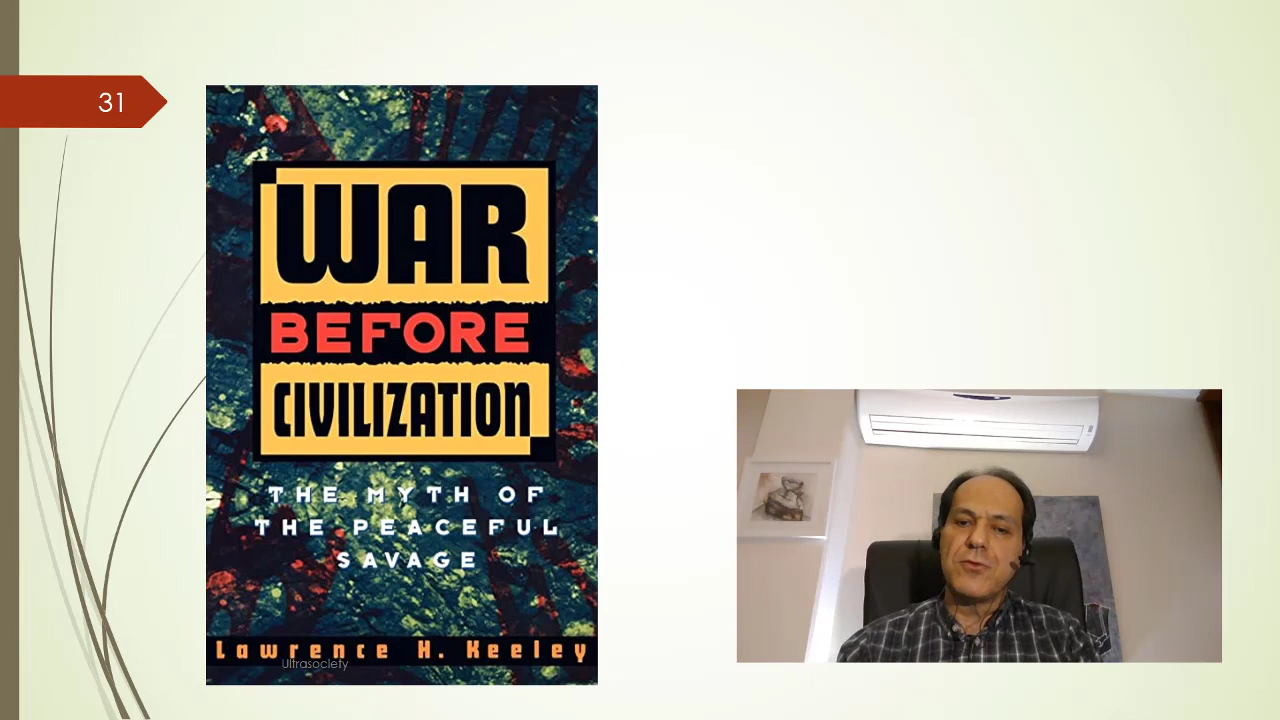 31
WAR
BEFORE
CIVILIZATION
THE MYTH OF
THE PEACEFUL
SAVAGE
Lawrence H. Keeley
Ultrasociety